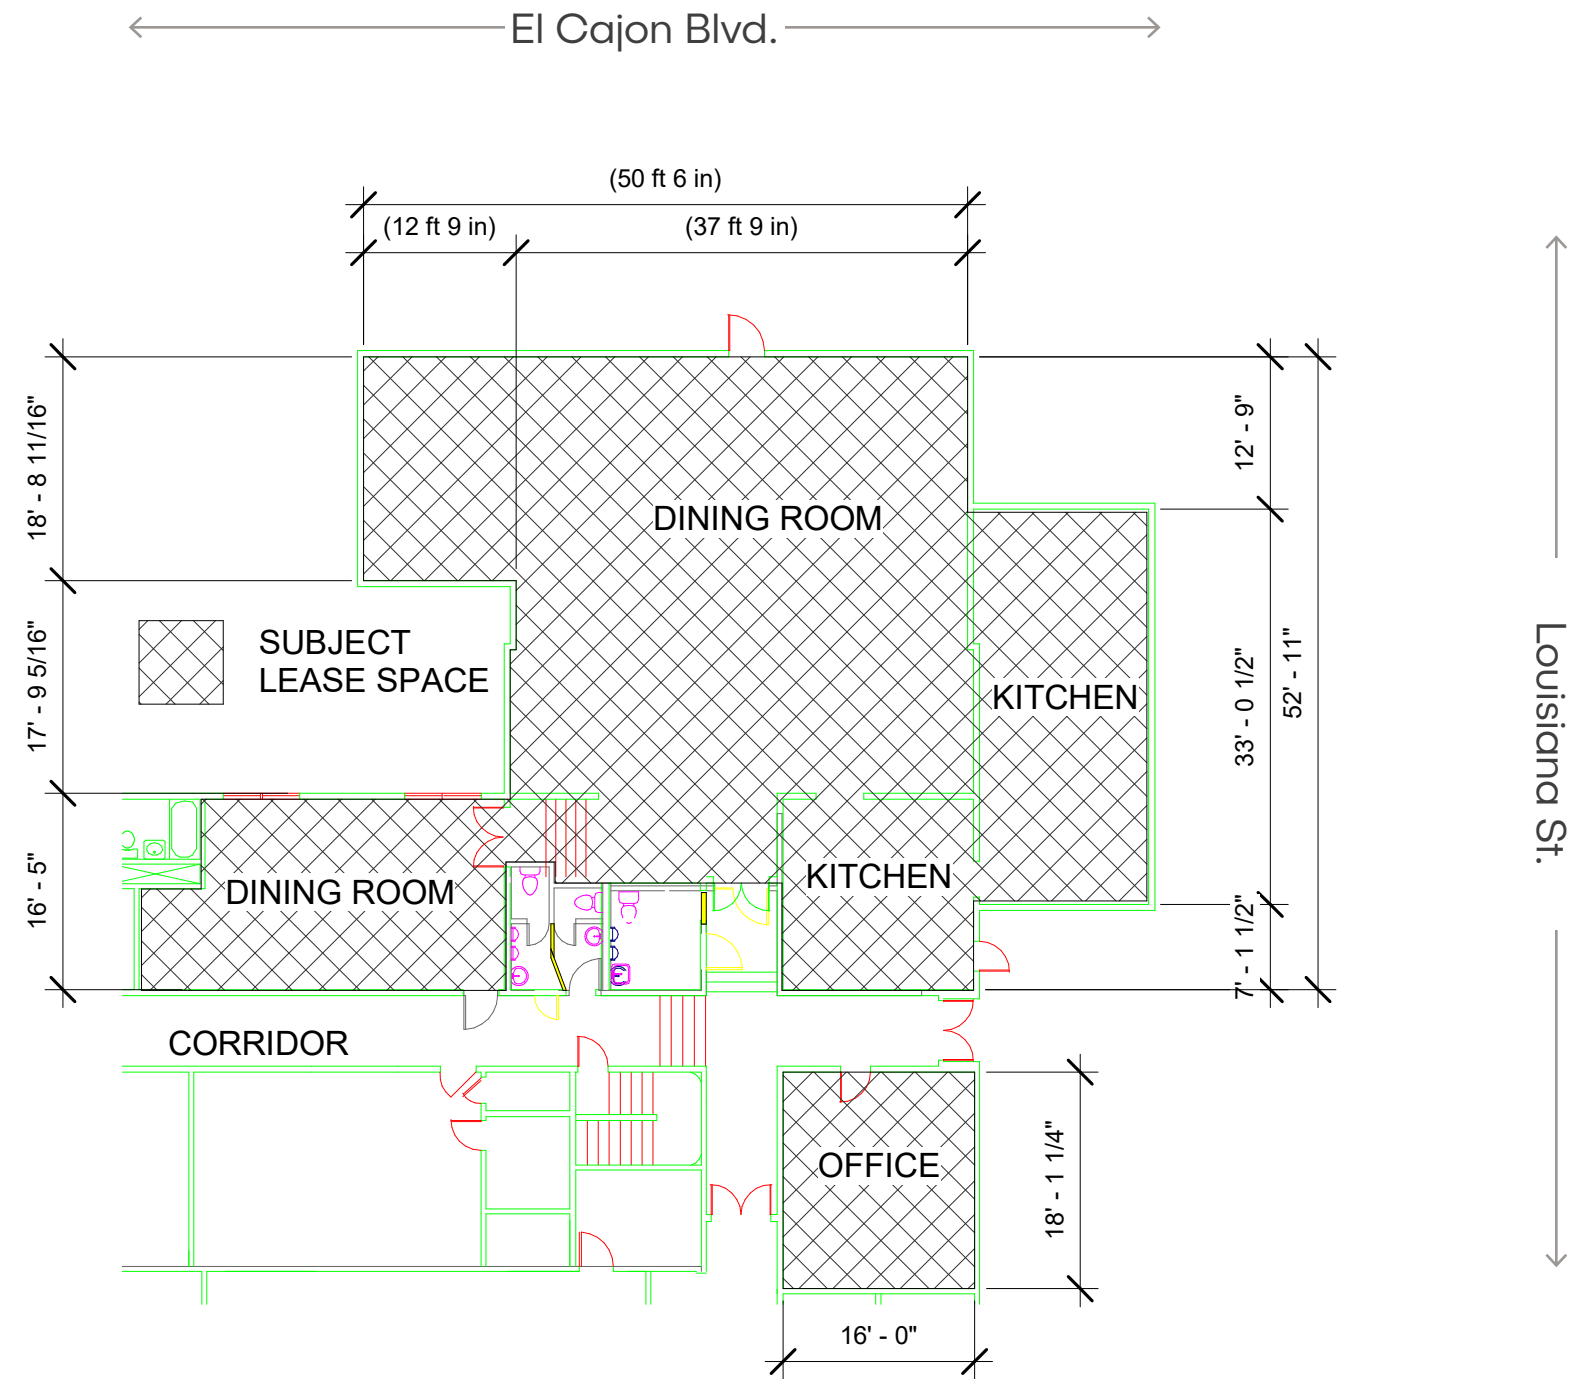 El Cajon Blvd.
(50 ft 6 in)
(12 ft 9 in)
(37 ft 9 in)
18' - 8 11/16"
12' - 9"
DINING ROOM
SUBJECT
LEASE SPACE
17' - 9 5/16"
KITCHEN
33' - 0 1/2"
52' - 11"
Louisiana St.
16' - 5"
DINING ROOM
KITCHEN
7' - 1 1/2"
CORRIDOR
OFFICE
18' - 1 1/4"
16' - 0"